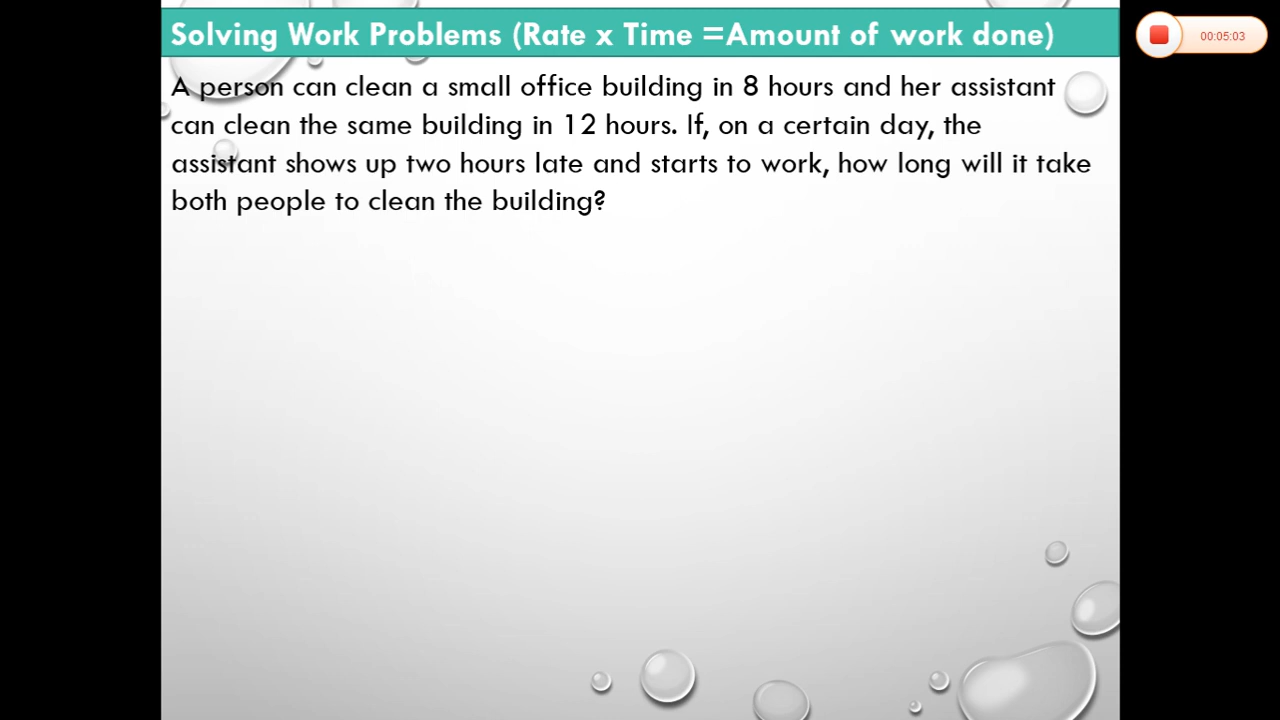 Solving Work Problems (Rate x Time =Amount of work done)
00:05:03
A person can clean a small office building in 8 hours and her assistant
can clean the same building in 12 hours. If, on a certain day, the
assistant shows up two hours late and starts to work, how long will it take
both people to clean the building?